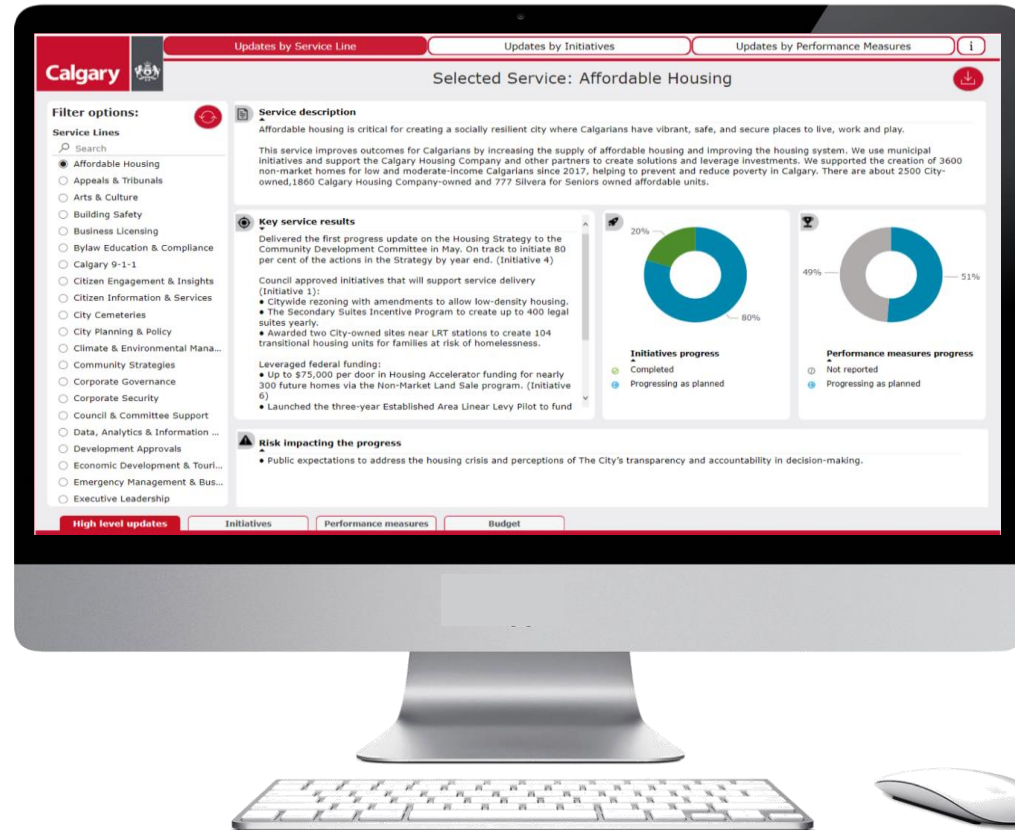 Updates by Service Line
Updates by Initiatives
Updates by Performance Measures
i
Calgary
Selected Service: Affordable Housing
Filter options:
Service Lines
Search
Affordable Housing
Appeals & Tribunals
Arts & Culture
Building Safety
Business Licensing
Bylaw Education & Compliance
Calgary 9-1-1
Citizen Engagement & Insights
Citizen Information & Services
City Cemeteries
City Planning & Policy
Climate & Environmental Mana...
Community Strategies
Corporate Governance
Corporate Security
Council & Committee Support
Data, Analytics & Information ...
Development Approvals
Economic Development & Touri...
Emergency Management & Bus...
Executive Leadership
Service description
Affordable housing is critical for creating a socially resilient city where Calgarians have vibrant, safe, and secure places to live, work and play.
This service improves outcomes for Calgarians by increasing the supply of affordable housing and improving the housing system. We use municipal
initiatives and support the Calgary Housing Company and other partners to create solutions and leverage investments. We supported the creation of 3600
non-market homes for low and moderate-income Calgarians since 2017, helping to prevent and reduce poverty in Calgary. There are about 2500 City-
owned,1860 Calgary Housing Company-owned and 777 Silvera for Seniors owned affordable units.
Key service results
Delivered the first progress update on the Housing Strategy to the
Community Development Committee in May. On track to initiate 80
per cent of the actions in the Strategy by year end. (Initiative 4)
Council approved initiatives that will support service delivery
(Initiative 1):
• Citywide rezoning with amendments to allow low-density housing.
• The Secondary Suites Incentive Program to create up to 400 legal
suites yearly.
• Awarded two City-owned sites near LRT stations to create 104
transitional housing units for families at risk of homelessness.
Leveraged federal funding:
• Up to $75,000 per door in Housing Accelerator funding for nearly
300 future homes via the Non-Market Land Sale program. (Initiative
6)
• Launched the three-year Established Area Linear Levy Pilot to fund
20%
80%
Initiatives progress
Completed
Progressing as planned
49%
51%
Performance measures progress
Not reported
Progressing as planned
Risk impacting the progress
• Public expectations to address the housing crisis and perceptions of The City's transparency and accountability in decision-making.
High level updates
Initiatives
Performance measures
Budget